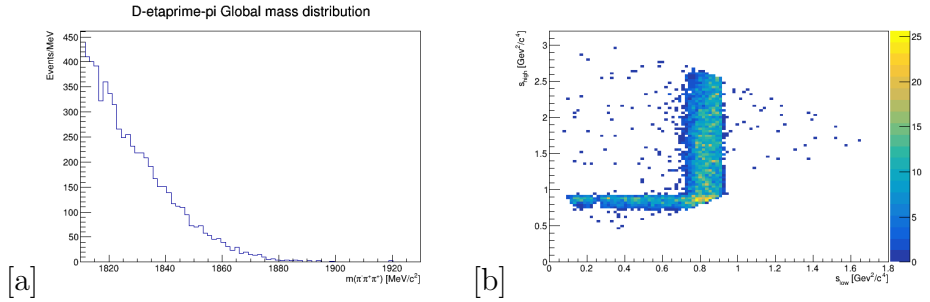 D-etaprime-pi Global mass distribution
Events/MeV
450
400
350
300
250
200
150
100
50
0
1820 1840 1860 1880 1900 1920
m(π⁻π⁺π⁺) [MeV/c²]
[a]
s_high [Gev²/c⁴]
3
2.5
2
1.5
1
0.5
0
0 0.2 0.4 0.6 0.8 1 1.2 1.4 1.6 1.8
s_low [Gev²/c⁴]
25
20
15
10
5
0
[b]